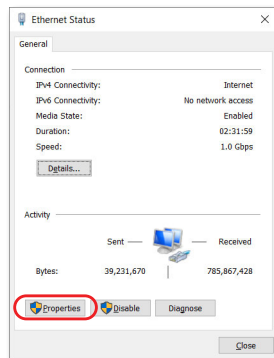 Ethernet Status
General
Connection
IPv4 Connectivity: Internet
IPv6 Connectivity: No network access
Media State: Enabled
Duration: 02:31:59
Speed: 1.0 Gbps
Details...
Activity
Sent Received
Bytes: 39,231,670 785,867,428
Properties Disable Diagnose
Close